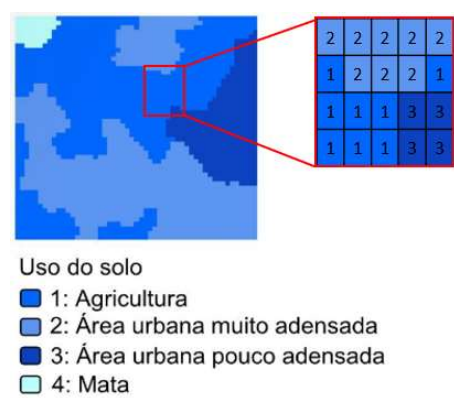 2 2 2 2 2
1 2 2 2 1
1 1 1 3 3
1 1 1 3 3
Uso do solo
1: Agricultura
2: Área urbana muito adensada
3: Área urbana pouco adensada
4: Mata